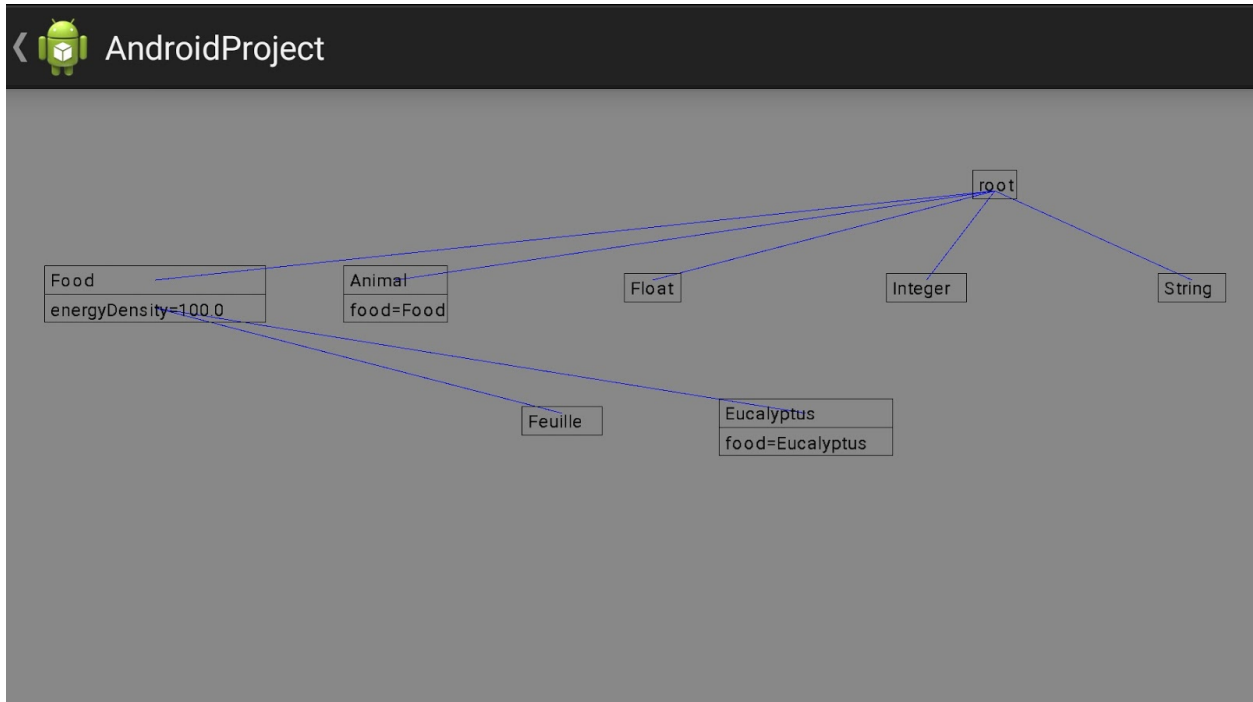 AndroidProject
root
Food
energyDensity=100.0
Animal
food=Food
Float
Integer
String
Feuille
Eucalyptus
food=Eucalyptus